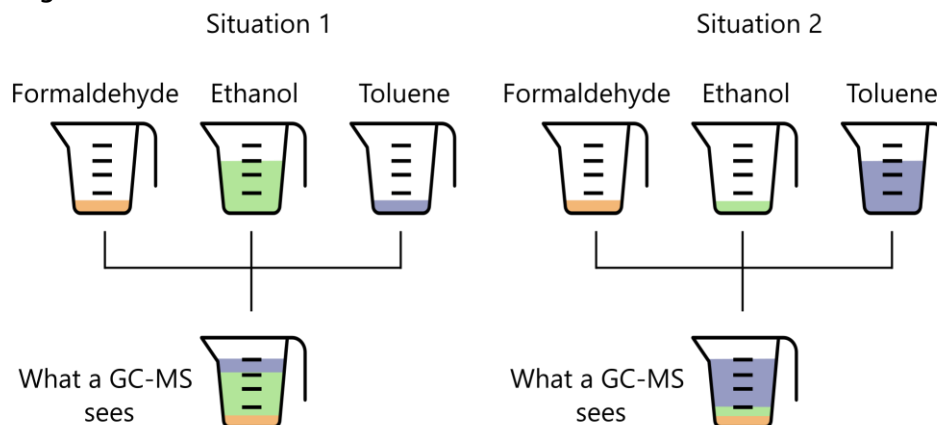 Situation 1
Situation 2
Formaldehyde Ethanol Toluene
Formaldehyde Ethanol Toluene
What a GC-MS
sees
What a GC-MS
sees